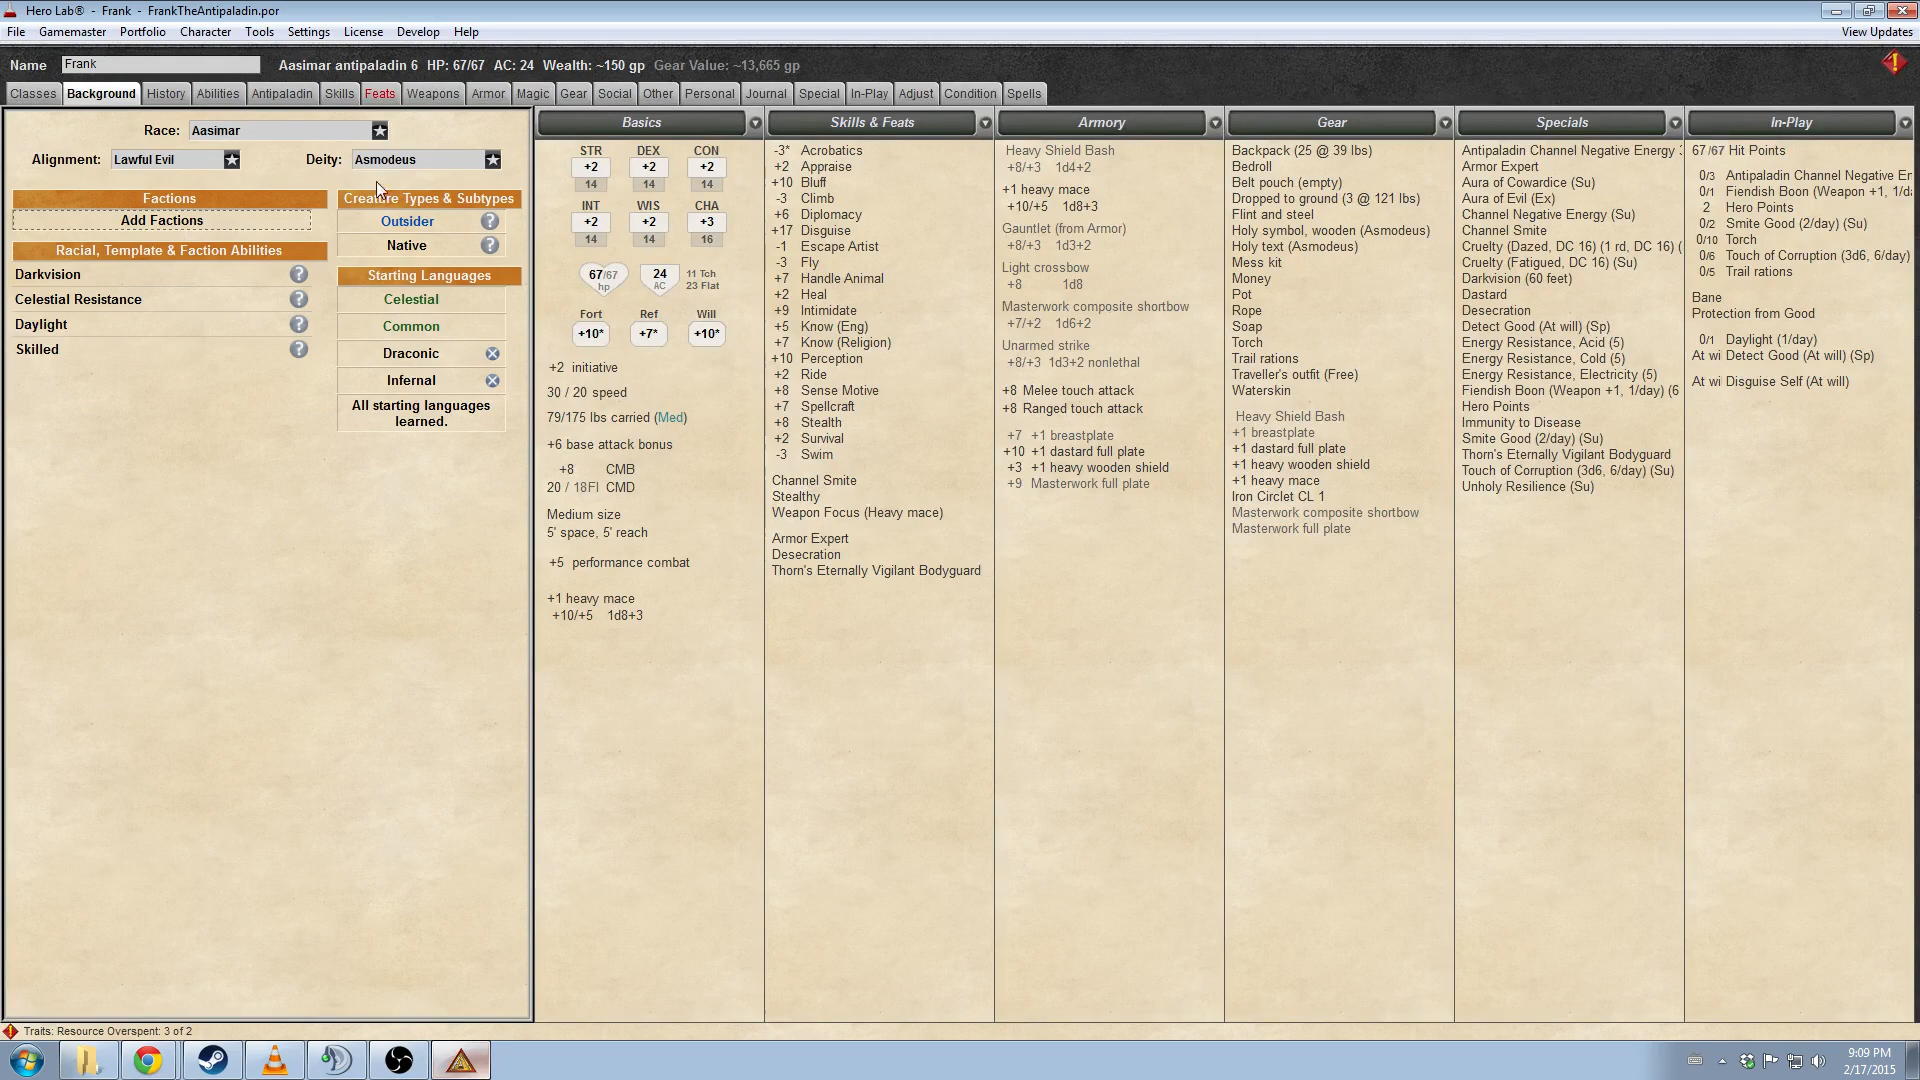 Hero Lab® - Frank - FrankTheAntipaladin.por
File Gamemaster Portfolio Character Tools Settings License Develop Help View Updates
Name Frank Aasimar antipaladin 6 HP: 67/67 AC: 24 Wealth: ~150 gp Gear Value: ~13,665 gp
Classes Background History Abilities Antipaladin Skills Feats Weapons Armor Magic Gear Social Other Personal Journal Special In-Play Adjust Condition Spells
Race: Aasimar
Alignment: Lawful Evil Deity: Asmodeus
Factions
Add Factions
Racial, Template & Faction Abilities
Darkvision
Celestial Resistance
Daylight
Skilled
Creature Types & Subtypes
Outsider
Native
Starting Languages
Celestial
Common
Draconic
Infernal
All starting languages
learned.
Basics
STR DEX CON
+2 +2 +2
14 14 14
INT WIS CHA
+2 +2 +3
14 14 16
67/67 hp 24 AC 11 Tch
23 Flat
Fort Ref Will
+10* +7* +10*
+2 initiative
30 / 20 speed
79/175 lbs carried (Med)
+6 base attack bonus
+8 CMB
20 / 18Fl CMD
Medium size
5' space, 5' reach
+5 performance combat
+1 heavy mace
+10/+5 1d8+3
Skills & Feats
-3* Acrobatics
+2 Appraise
+10 Bluff
-3 Climb
+6 Diplomacy
+17 Disguise
-1 Escape Artist
-3 Fly
+7 Handle Animal
+2 Heal
+9 Intimidate
+5 Know (Eng)
+7 Know (Religion)
+10 Perception
+2 Ride
+8 Sense Motive
+7 Spellcraft
+8 Stealth
+2 Survival
-3 Swim
Channel Smite
Stealthy
Weapon Focus (Heavy mace)
Armor Expert
Desecration
Thorn's Eternally Vigilant Bodyguard
Armory
Heavy Shield Bash
+8/+3 1d4+2
+1 heavy mace
+10/+5 1d8+3
Gauntlet (from Armor)
+8/+3 1d3+2
Light crossbow
+8 1d8
Masterwork composite shortbow
+7/+2 1d6+2
Unarmed strike
+8/+3 1d3+2 nonlethal
+8 Melee touch attack
+8 Ranged touch attack
+7 +1 breastplate
+10 +1 dastard full plate
+3 +1 heavy wooden shield
+9 Masterwork full plate
Gear
Backpack (25 @ 39 lbs)
Bedroll
Belt pouch (empty)
Dropped to ground (3 @ 121 lbs)
Flint and steel
Holy symbol, wooden (Asmodeus)
Holy text (Asmodeus)
Mess kit
Money
Pot
Rope
Soap
Torch
Trail rations
Traveller's outfit (Free)
Waterskin
Heavy Shield Bash
+1 breastplate
+1 dastard full plate
+1 heavy wooden shield
+1 heavy mace
Iron Circlet CL 1
Masterwork composite shortbow
Masterwork full plate
Specials
Antipaladin Channel Negative Energy
Armor Expert
Aura of Cowardice (Su)
Aura of Evil (Ex)
Channel Negative Energy (Su)
Channel Smite
Cruelty (Dazed, DC 16) (1 rd, DC 16) (
Cruelty (Fatigued, DC 16) (Su)
Darkvision (60 feet)
Dastard
Desecration
Detect Good (At will) (Sp)
Energy Resistance, Acid (5)
Energy Resistance, Cold (5)
Energy Resistance, Electricity (5)
Fiendish Boon (Weapon +1, 1/day) (6
Hero Points
Immunity to Disease
Smite Good (2/day) (Su)
Thorn's Eternally Vigilant Bodyguard
Touch of Corruption (3d6, 6/day) (Su)
Unholy Resilience (Su)
In-Play
67/67 Hit Points
0/3 Antipaladin Channel Negative En
0/1 Fiendish Boon (Weapon +1, 1/d
2 Hero Points
0/2 Smite Good (2/day) (Su)
0/10 Torch
0/6 Touch of Corruption (3d6, 6/day)
0/5 Trail rations
Bane
Protection from Good
0/1 Daylight (1/day)
At wi Detect Good (At will) (Sp)
At wi Disguise Self (At will)
Traits: Resource Overspent: 3 of 2
9:09 PM
2/17/2015